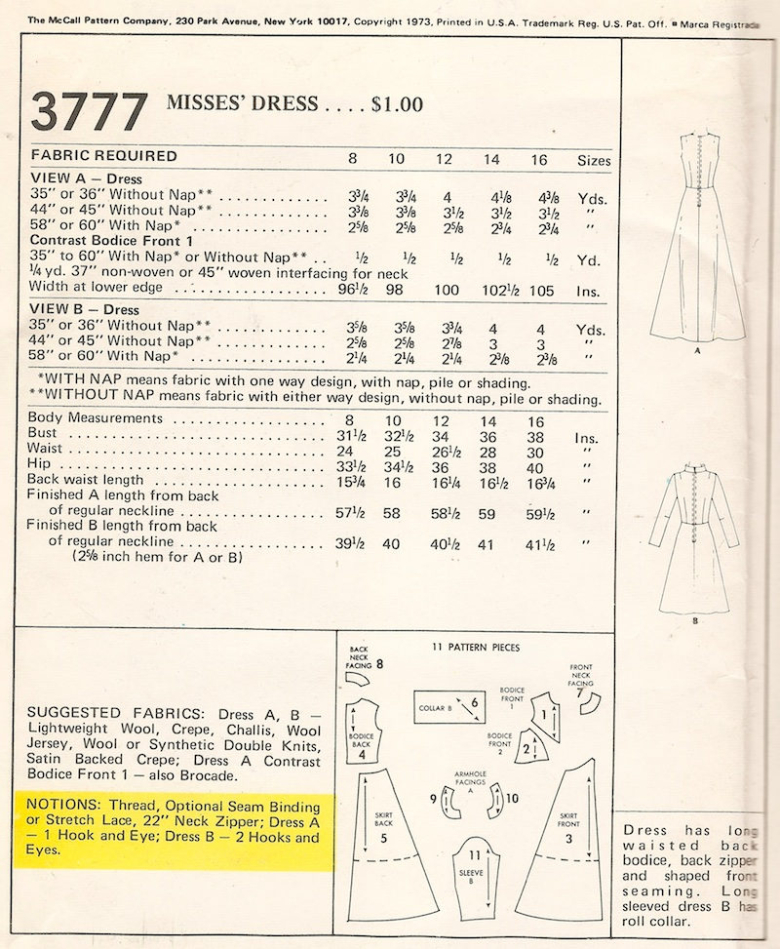 The McCall Pattern Company, 230 Park Avenue, New York 10017, Copyright 1973, Printed in U.S.A. Trademark Reg. U.S. Pat. Off. ■ Marca Registrada
3777 MISSES' DRESS .... $1.00
FABRIC REQUIRED 8 10 12 14 16 Sizes
VIEW A — Dress
35" or 36" Without Nap** ............ 3¾ 3¾ 4 4⅛ 4⅜ Yds.
44" or 45" Without Nap** ............ 3⅜ 3⅜ 3½ 3½ 3½ "
58" or 60" With Nap* ............... 2⅝ 2⅝ 2⅝ 2¾ 2¾ "
Contrast Bodice Front 1
35" to 60" With Nap* or Without Nap** .. ½ ½ ½ ½ ½ Yd.
¼ yd. 37" non-woven or 45" woven interfacing for neck
Width at lower edge ................. 96½ 98 100 102½ 105 Ins.
VIEW B — Dress
35" or 36" Without Nap** ............ 3⅝ 3⅝ 3¾ 4 4 Yds.
44" or 45" Without Nap** ............ 2⅝ 2⅝ 2⅞ 3 3 "
58" or 60" With Nap* ............... 2¼ 2¼ 2¼ 2⅜ 2⅜ "
*WITH NAP means fabric with one way design, with nap, pile or shading.
**WITHOUT NAP means fabric with either way design, without nap, pile or shading.
Body Measurements ................. 8 10 12 14 16
Bust ............................. 31½ 32½ 34 36 38 Ins.
Waist ............................ 24 25 26½ 28 30 "
Hip .............................. 33½ 34½ 36 38 40 "
Back waist length ................... 15¾ 16 16¼ 16½ 16¾ "
Finished A length from back
of regular neckline ................ 57½ 58 58½ 59 59½ "
Finished B length from back
of regular neckline ................ 39½ 40 40½ 41 41½ "
(2⅝ inch hem for A or B)
A
B
SUGGESTED FABRICS: Dress A, B —
Lightweight Wool, Crepe, Challis, Wool
Jersey, Wool or Synthetic Double Knits,
Satin Backed Crepe; Dress A Contrast
Bodice Front 1 — also Brocade.
NOTIONS: Thread, Optional Seam Binding
or Stretch Lace, 22" Neck Zipper; Dress A
— 1 Hook and Eye; Dress B — 2 Hooks and
Eyes.
11 PATTERN PIECES
BACK
NECK
FACING 8
COLLAR B 6
BODICE
FRONT
1
1
FRONT
NECK
FACING
7
BODICE
BACK
4
BODICE
FRONT
2
2
ARMHOLE
FACINGS
A
9 10
SKIRT
BACK
5
11
SLEEVE
B
SKIRT
FRONT
3
Dress has long
waisted back
bodice, back zipper
and shaped front
seaming. Long
sleeved dress B has
roll collar.